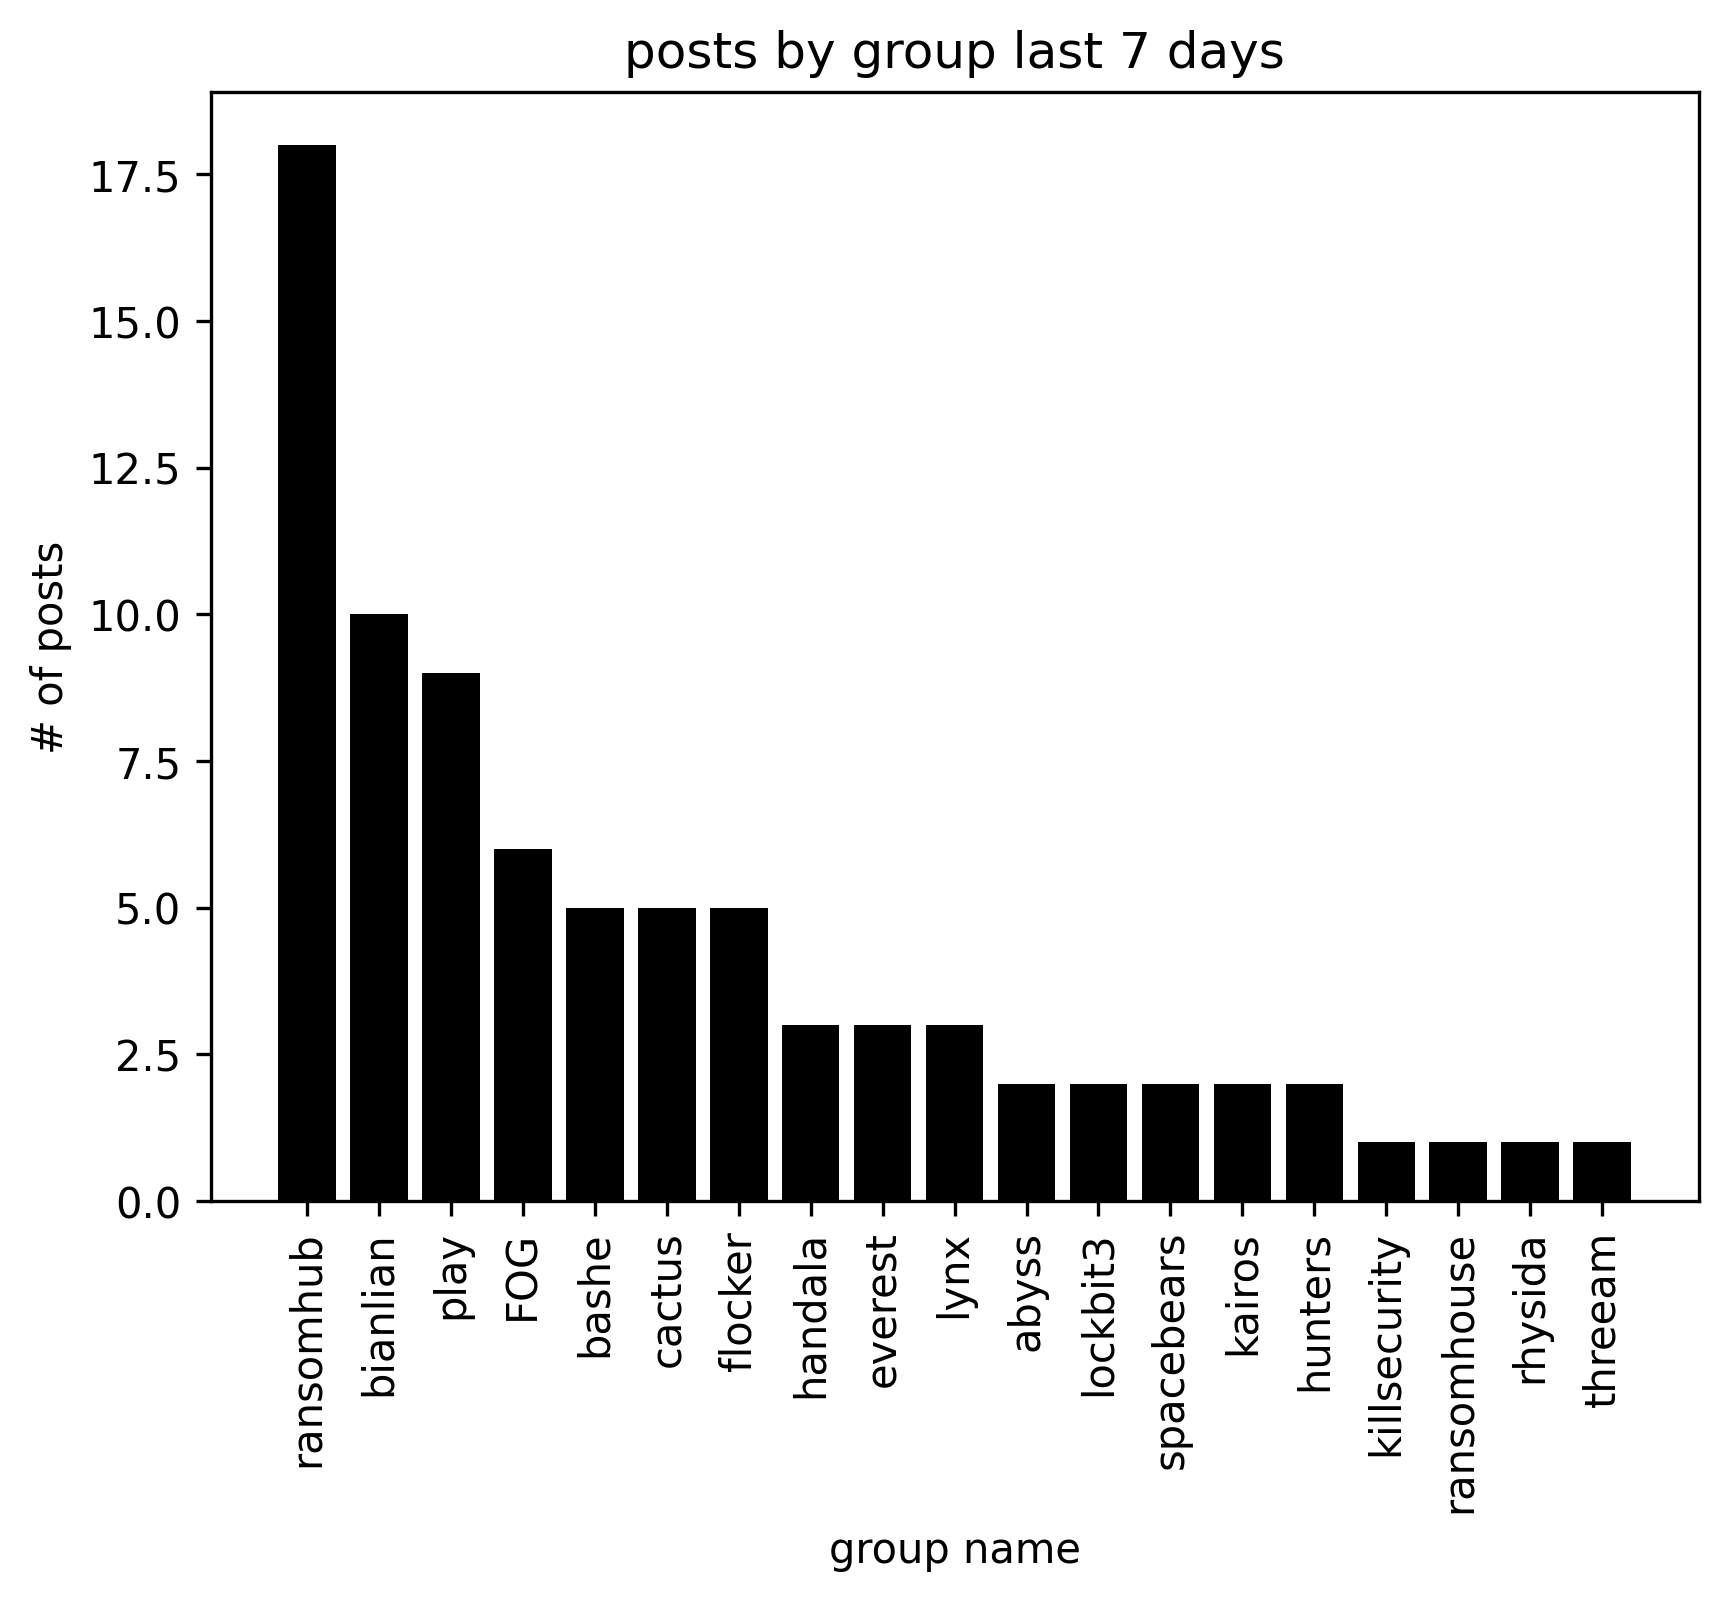 posts by group last 7 days
# of posts
17.5
15.0
12.5
10.0
7.5
5.0
2.5
0.0
ransomhub
bianlian
play
FOG
bashe
cactus
flocker
handala
everest
lynx
abyss
lockbit3
spacebears
kairos
hunters
killsecurity
ransomhouse
rhysida
threeam
group name